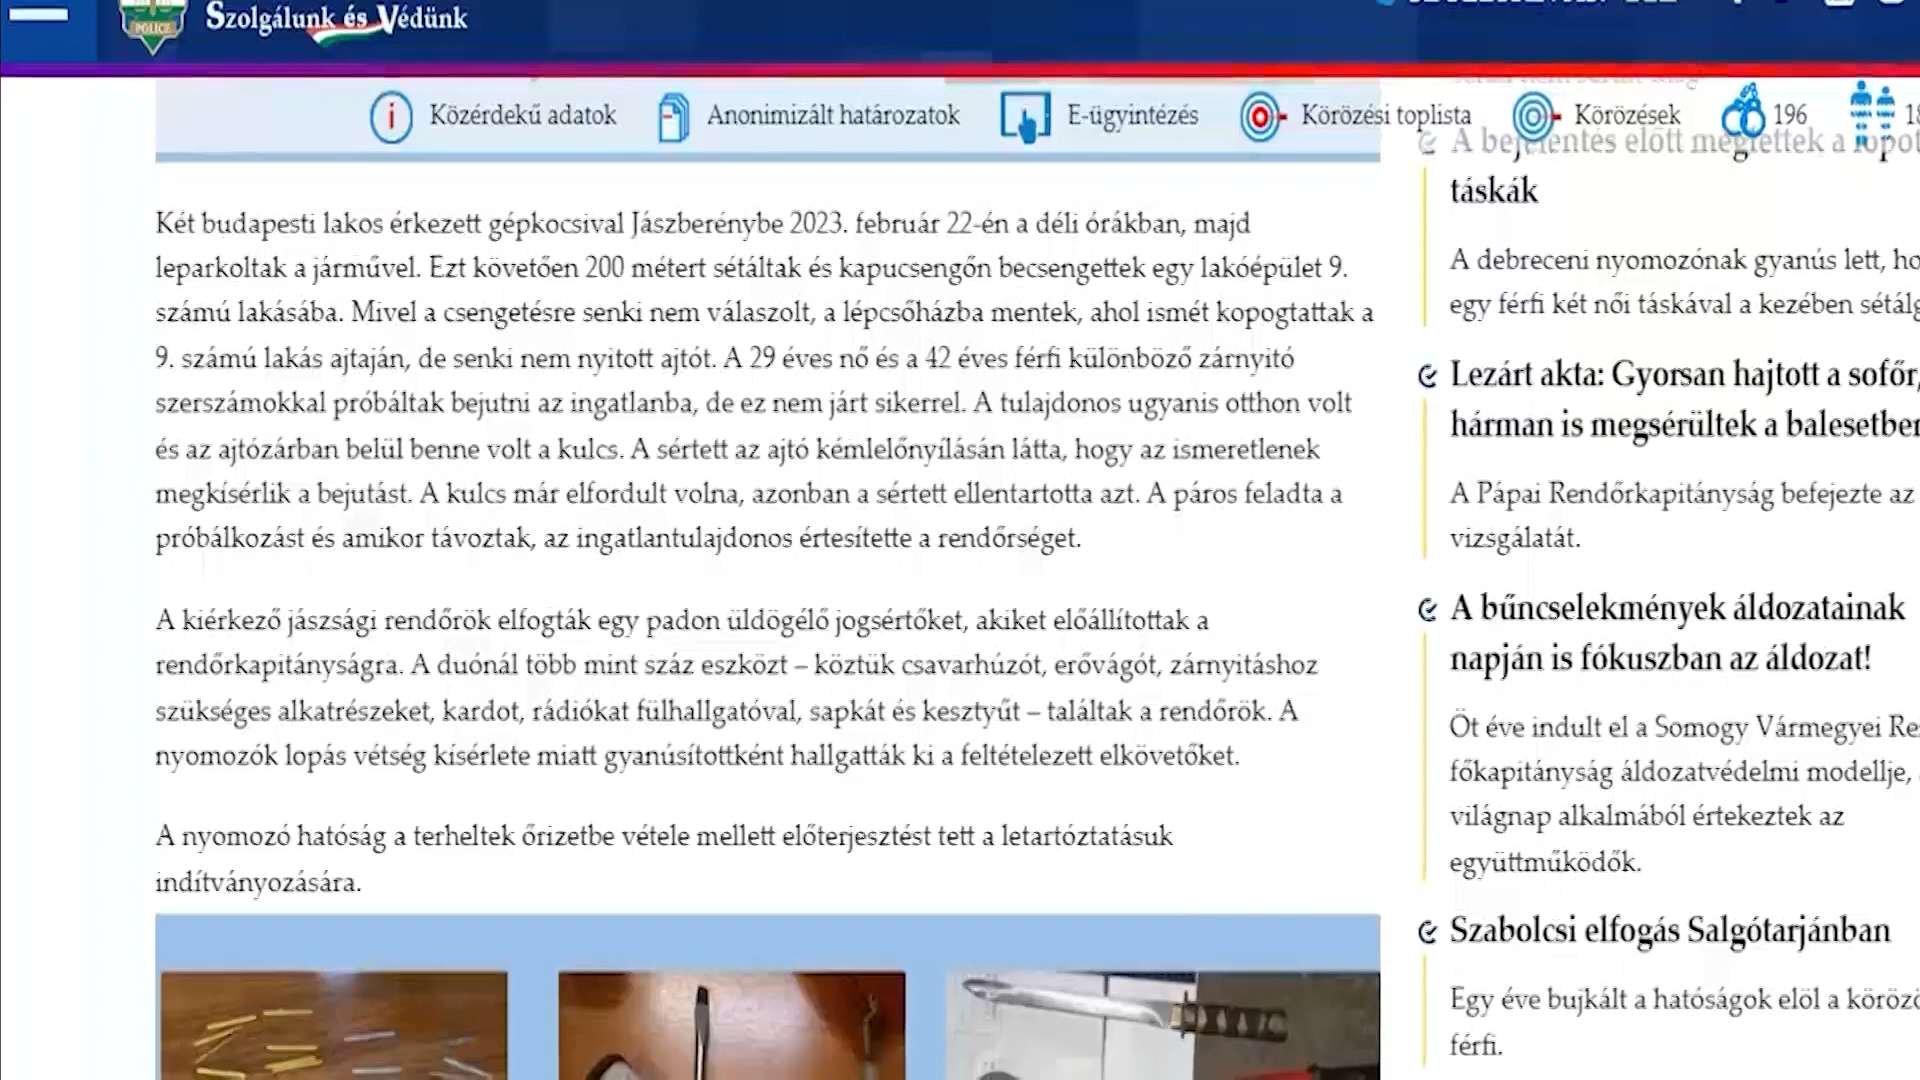 Szolgálunk és Védünk
POLICE
Közérdekű adatok
Anonimizált határozatok
E-ügyintézés
Körözési toplista
Körözések
196
Két budapesti lakos érkezett gépkocsival Jászberénybe 2023. február 22-én a déli órákban, majd
leparkoltak a járművel. Ezt követően 200 métert sétáltak és kapucsengőn becsengettek egy lakóépület 9.
számú lakásába. Mivel a csengetésre senki nem válaszolt, a lépcsőházba mentek, ahol ismét kopogtattak a
9. számú lakás ajtaján, de senki nem nyitott ajtót. A 29 éves nő és a 42 éves férfi különböző zárnyitó
szerszámokkal próbáltak bejutni az ingatlanba, de ez nem járt sikerrel. A tulajdonos ugyanis otthon volt
és az ajtózárban belül benne volt a kulcs. A sértett az ajtó kémlelőnyílásán látta, hogy az ismeretlenek
megkísérlik a bejutást. A kulcs már elfordult volna, azonban a sértett ellentartotta azt. A páros feladta a
próbálkozást és amikor távoztak, az ingatlantulajdonos értesítette a rendőrséget.
A kiérkező jászsági rendőrök elfogták egy padon üldögélő jogsértőket, akiket előállítottak a
rendőrkapitányságra. A duónál több mint száz eszközt – köztük csavarhúzót, erővágót, zárnyitáshoz
szükséges alkatrészeket, kardot, rádiókat fülhallgatóval, sapkát és kesztyűt – találtak a rendőrök. A
nyomozók lopás vétség kísérlete miatt gyanúsítottként hallgatták ki a feltételezett elkövetőket.
A nyomozó hatóság a terheltek őrizetbe vétele mellett előterjesztést tett a letartóztatásuk
indítványozására.
A bejelentés előtt meglettek a lopot
táskák
A debreceni nyomozónak gyanús lett, ho
egy férfi két női táskával a kezében sétálg
Lezárt akta: Gyorsan hajtott a sofőr,
hárman is megsérültek a balesetben
A Pápai Rendőrkapitányság befejezte az
vizsgálatát.
A bűncselekmények áldozatainak
napján is fókuszban az áldozat!
Öt éve indult el a Somogy Vármegyei Re
főkapitányság áldozatvédelmi modellje,
világnap alkalmából értekeztek az
együttműködők.
Szabolcsi elfogás Salgótarjánban
Egy éve bujkált a hatóságok elöl a köröző
férfi.